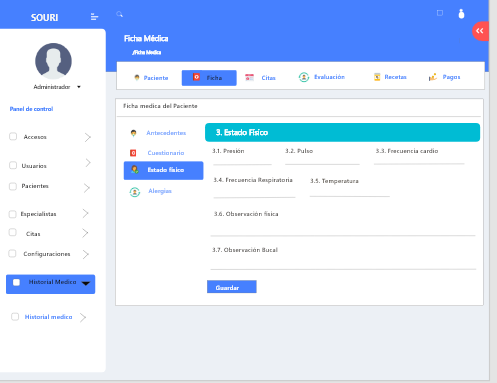 SOURI
Ficha Médica
/Ficha Medica
Administrador
Panel de control
Accesos
Usuarios
Pacientes
Especialistas
Citas
Configuraciones
Historial Medico
Historial medico
Paciente
Ficha
Citas
Evaluación
Recetas
Pagos
Ficha medica del Paciente
Antecedentes
Cuestionario
Estado físico
Alergias
3. Estado Físico
3.1. Presión
3.2. Pulso
3.3. Frecuencia cardio
3.4. Frecuencia Respiratoria
3.5. Temperatura
3.6. Observación física
3.7. Observación Bucal
Guardar